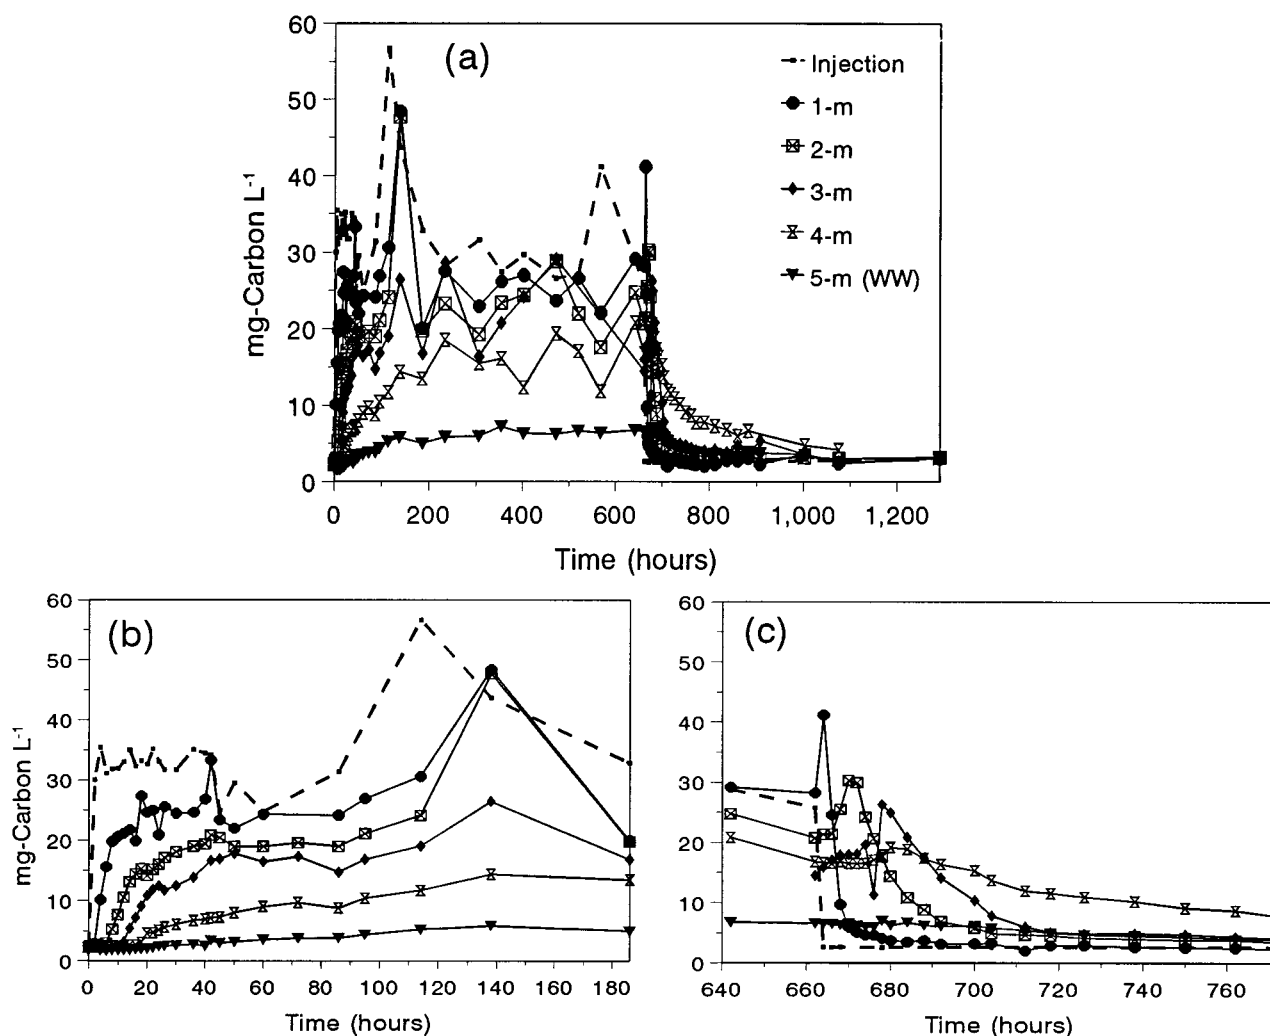 (a)
60
50
40
30
20
10
0
mg-Carbon L⁻¹
Injection
1-m
2-m
3-m
4-m
5-m (WW)
0 200 400 600 800 1,000 1,200
Time (hours)
(b)
60
50
40
30
20
10
0
mg-Carbon L⁻¹
0 20 40 60 80 100 120 140 160 180
Time (hours)
(c)
60
50
40
30
20
10
0
640 660 680 700 720 740 760
Time (hours)